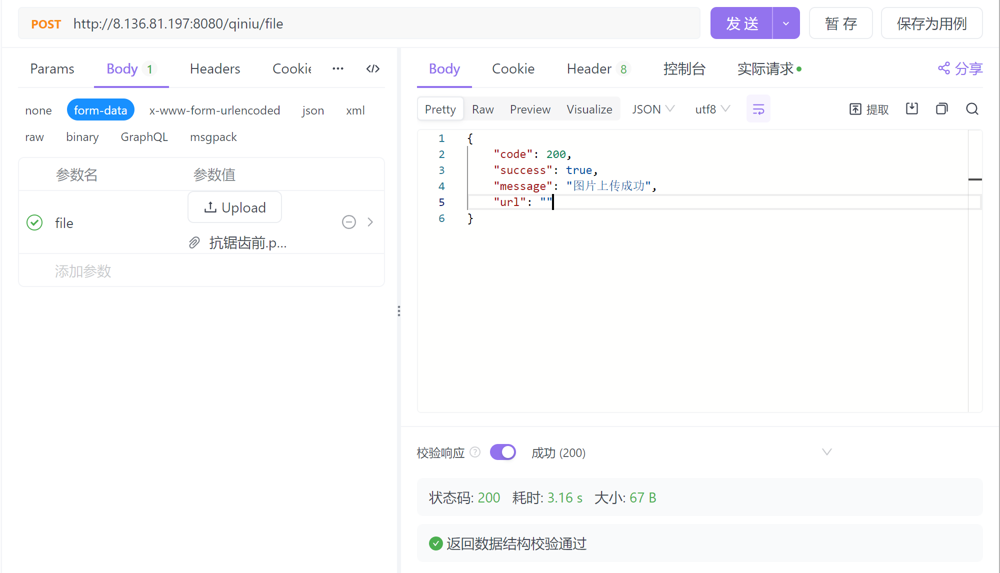 POST http://8.136.81.197:8080/qiniu/file 发 送 暂 存 保存为用例
Params Body 1 Headers Cookie ... </>
none form-data x-www-form-urlencoded json xml
raw binary GraphQL msgpack
参数名 参数值
file Upload
抗锯齿前.p...
添加参数
Body Cookie Header 8 控制台 实际请求 分享
Pretty Raw Preview Visualize JSON utf8 提取
1 {
2 "code": 200,
3 "success": true,
4 "message": "图片上传成功",
5 "url": ""
6 }
校验响应 ? 成功 (200)
状态码: 200 耗时: 3.16 s 大小: 67 B
返回数据结构校验通过